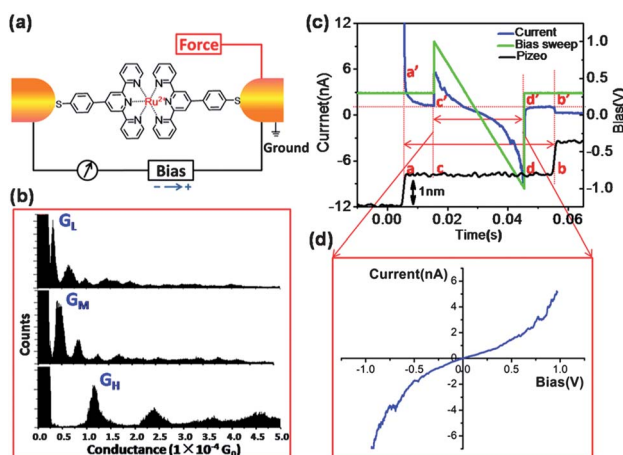 (a)
Force
S
N N N
Ru2+
N N N
S
Ground
Bias
− → +
(b)
GL
GM
GH
Counts
0.0 0.5 1.0 1.5 2.0 2.5 3.0 3.5 4.0 4.5 5.0
Conductance (1×10-4 G0)
(c)
Current
Bias sweep
Pizeo
Currnet(nA)
12
6
0
-6
-12
Bias(V)
1.0
0.5
0.0
-0.5
-1.0
a' c' d' b'
a c d b
1nm
0.00 0.02 0.04 0.06
Time(s)
(d)
Current(nA)
6
4
2
0
-2
-4
-6
-1.0 -0.5 0.0 0.5 1.0
Bias(V)